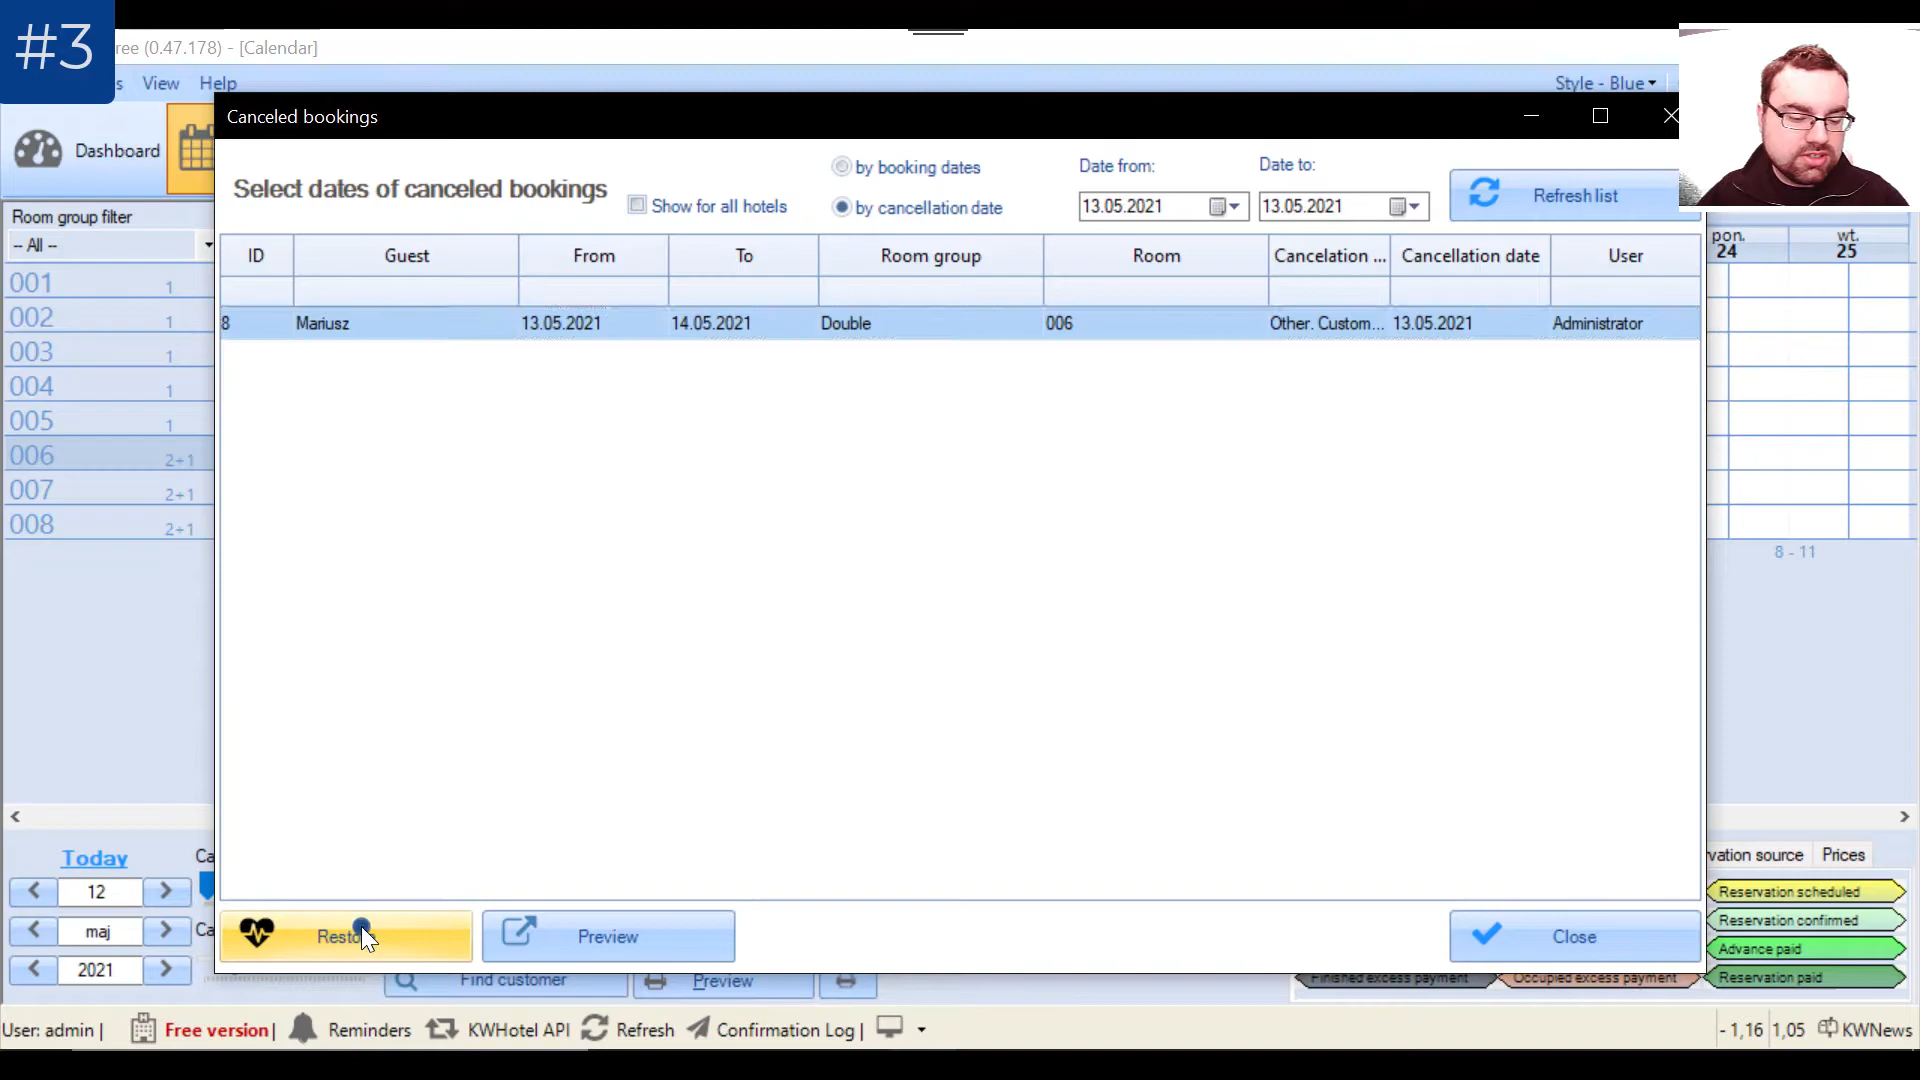 #3
ree (0.47.178) - [Calendar]
s View Help
Style - Blue
Canceled bookings
Dashboard
Select dates of canceled bookings
Show for all hotels
by booking dates
by cancellation date
Date from:
13.05.2021
Date to:
13.05.2021
Refresh list
Room group filter
-- All --
ID Guest From To Room group Room Cancelation ... Cancellation date User
8 Mariusz 13.05.2021 14.05.2021 Double 006 Other. Custom... 13.05.2021 Administrator
pon. wt.
24 25
001 1
002 1
003 1
004 1
005 1
006 2+1
007 2+1
008 2+1
8 - 11
Today
Ca
12
maj
Ca
2021
Restore
Preview
Close
Find customer
Preview
vation source Prices
Reservation scheduled
Reservation confirmed
Advance paid
Finished excess payment
Occupied excess payment
Reservation paid
User: admin |
Free version |
Reminders
KWHotel API
Refresh
Confirmation Log |
- 1,16 1,05 KWNews